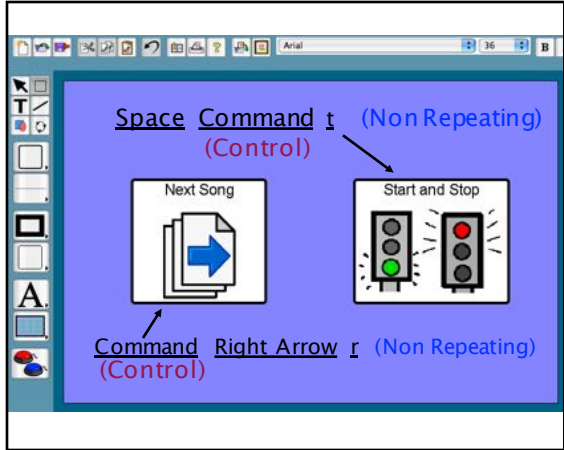 Arial 36 B
T
Space Command t (Non Repeating)
(Control)
Next Song Start and Stop
A
Command Right Arrow r (Non Repeating)
(Control)